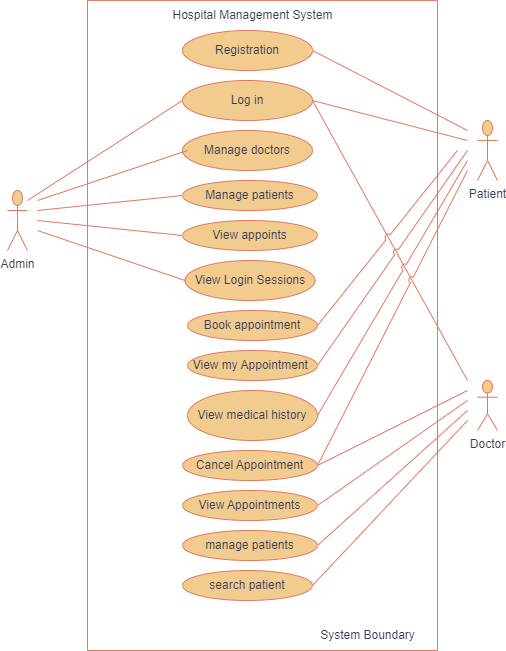 Hospital Management System
Registration
Log in
Manage doctors
Manage patients
Patient
View appoints
Admin
View Login Sessions
Book appointment
View my Appointment
View medical history
Doctor
Cancel Appointment
View Appointments
manage patients
search patient
System Boundary